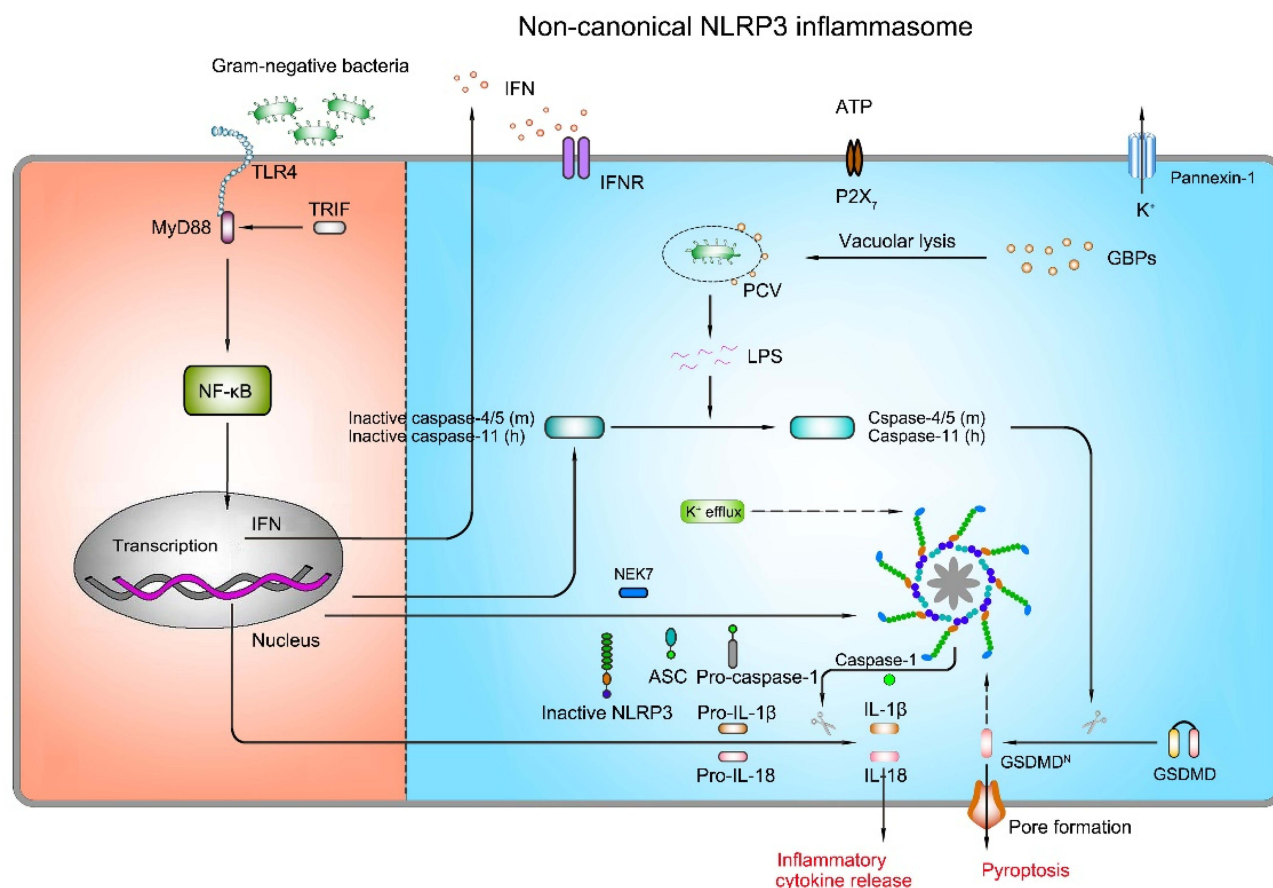 Non-canonical NLRP3 inflammasome
Gram-negative bacteria
IFN
ATP
TLR4
IFNR
P2X₇
Pannexin-1
K⁺
MyD88
TRIF
Vacuolar lysis
GBPs
PCV
LPS
NF-κB
Inactive caspase-4/5 (m)
Inactive caspase-11 (h)
Cspase-4/5 (m)
Caspase-11 (h)
K⁺ efflux
IFN
Transcription
NEK7
Nucleus
ASC
Pro-caspase-1
Caspase-1
Inactive NLRP3
Pro-IL-1β
IL-1β
Pro-IL-18
IL-18
GSDMDᴺ
GSDMD
Pore formation
Inflammatory
cytokine release
Pyroptosis